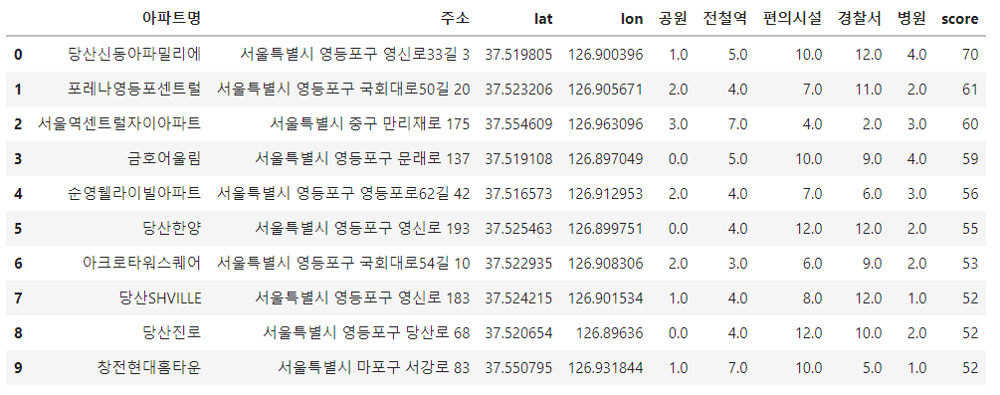 아파트명 주소 lat lon 공원 전철역 편의시설 경찰서 병원 score
0 당산신동아파밀리에 서울특별시 영등포구 영신로33길 3 37.519805 126.900396 1.0 5.0 10.0 12.0 4.0 70
1 포레나영등포센트럴 서울특별시 영등포구 국회대로50길 20 37.523206 126.905671 2.0 4.0 7.0 11.0 2.0 61
2 서울역센트럴자이아파트 서울특별시 중구 만리재로 175 37.554609 126.963096 3.0 7.0 4.0 2.0 3.0 60
3 금호어울림 서울특별시 영등포구 문래로 137 37.519108 126.897049 0.0 5.0 10.0 9.0 4.0 59
4 순영웰라이빌아파트 서울특별시 영등포구 영등포로62길 42 37.516573 126.912953 2.0 4.0 7.0 6.0 3.0 56
5 당산한양 서울특별시 영등포구 영신로 193 37.525463 126.899751 0.0 4.0 12.0 12.0 2.0 55
6 아크로타워스퀘어 서울특별시 영등포구 국회대로54길 10 37.522935 126.908306 2.0 3.0 6.0 9.0 2.0 53
7 당산SHVILLE 서울특별시 영등포구 영신로 183 37.524215 126.901534 1.0 4.0 8.0 12.0 1.0 52
8 당산진로 서울특별시 영등포구 당산로 68 37.520654 126.89636 0.0 4.0 12.0 10.0 2.0 52
9 창전현대홈타운 서울특별시 마포구 서강로 83 37.550795 126.931844 1.0 7.0 10.0 5.0 1.0 52